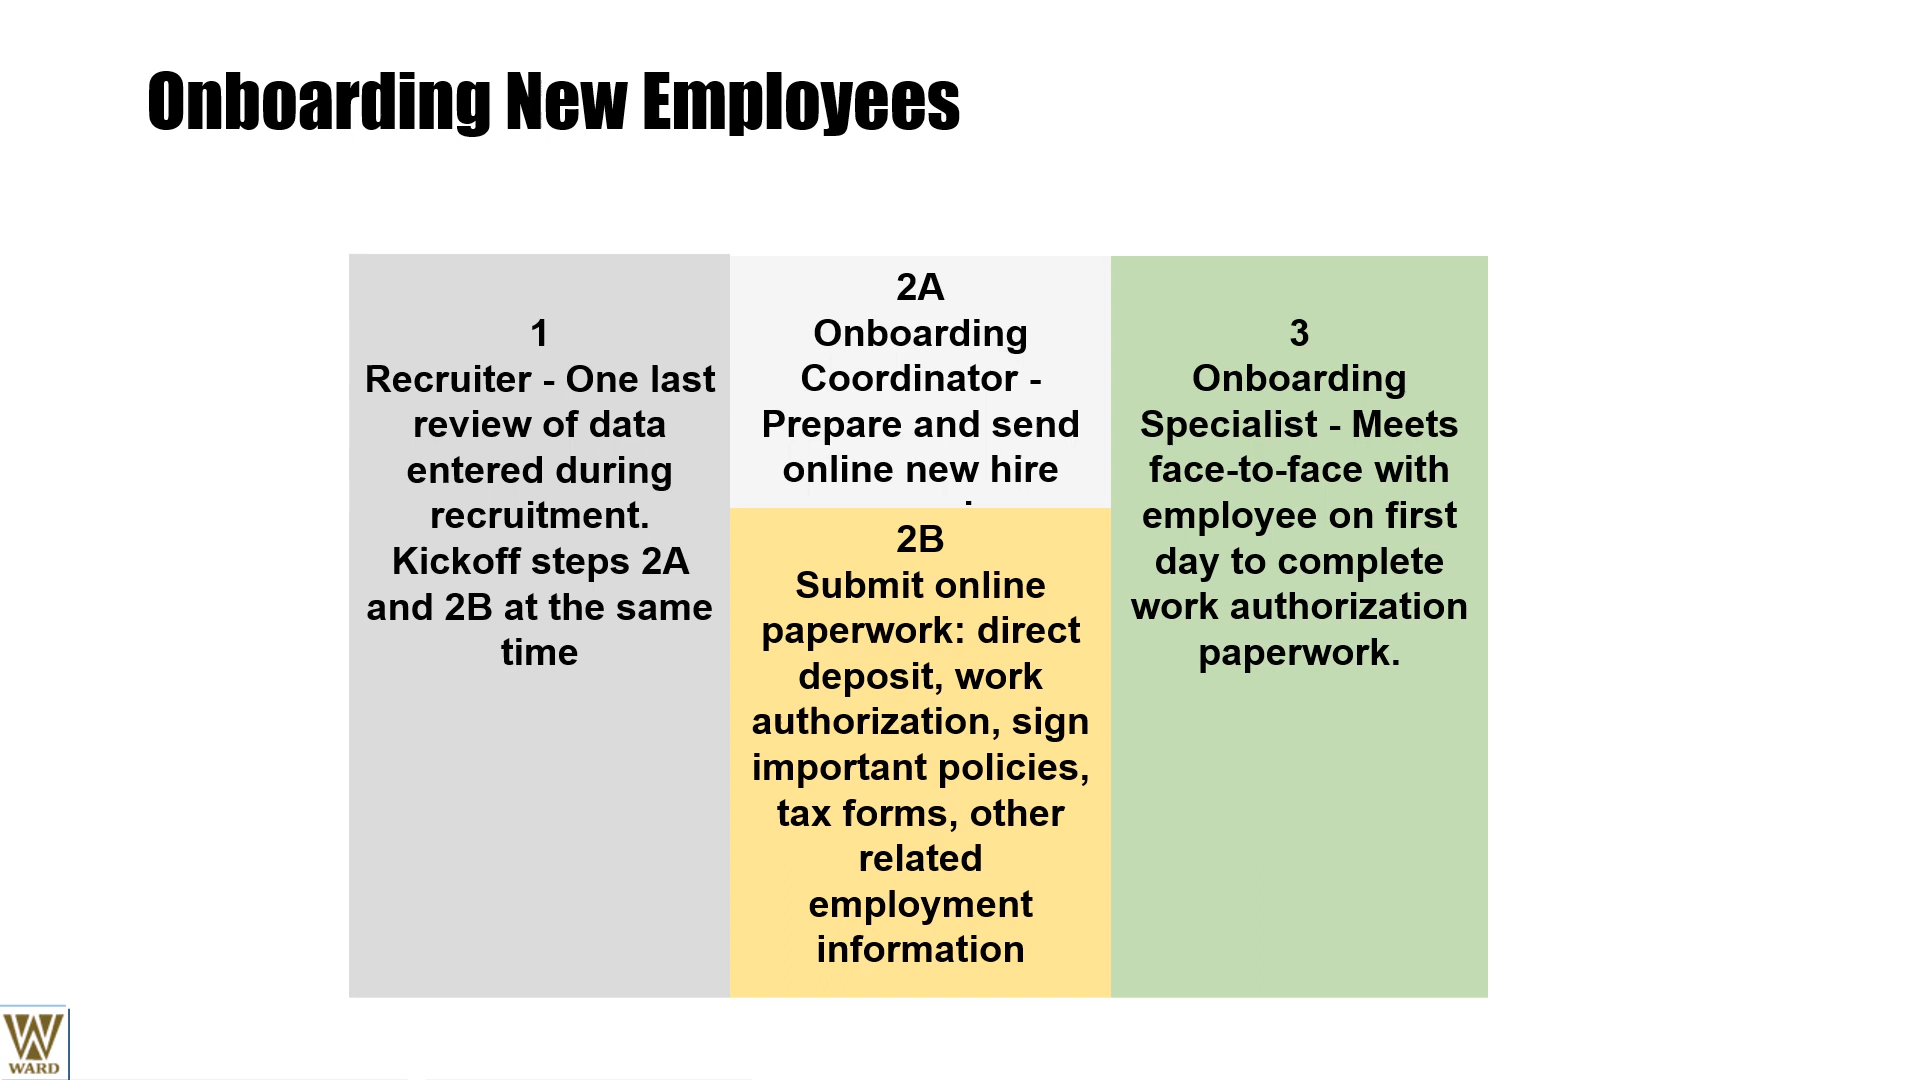 Onboarding New Employees
1
Recruiter - One last
review of data
entered during
recruitment.
Kickoff steps 2A
and 2B at the same
time
2A
Onboarding
Coordinator -
Prepare and send
online new hire
2B
Submit online
paperwork: direct
deposit, work
authorization, sign
important policies,
tax forms, other
related
employment
information
3
Onboarding
Specialist - Meets
face-to-face with
employee on first
day to complete
work authorization
paperwork.
WARD